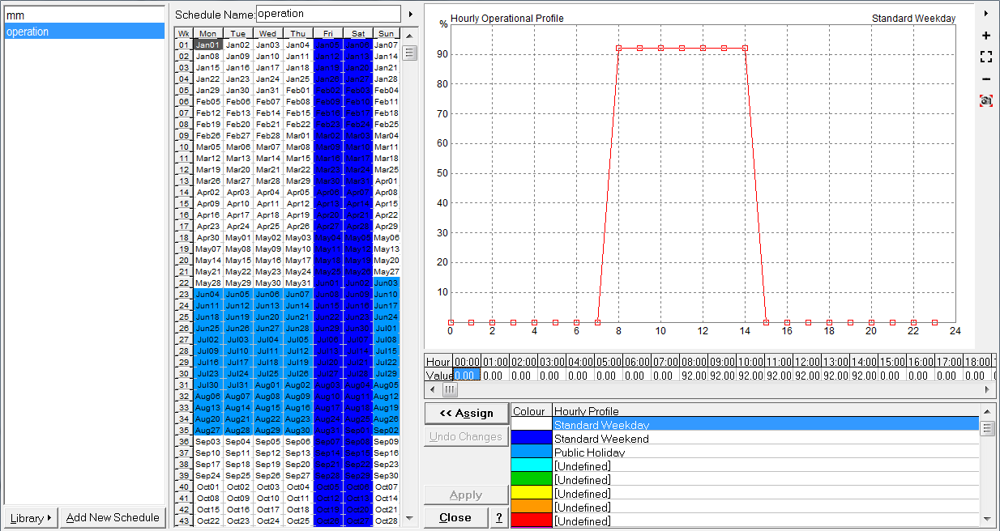 mm
operation
Library
Add New Schedule
Schedule Name: operation
Wk Mon Tue Wed Thu Fri Sat Sun
01 Jan01 Jan02 Jan03 Jan04 Jan05 Jan06 Jan07
02 Jan08 Jan09 Jan10 Jan11 Jan12 Jan13 Jan14
03 Jan15 Jan16 Jan17 Jan18 Jan19 Jan20 Jan21
04 Jan22 Jan23 Jan24 Jan25 Jan26 Jan27 Jan28
05 Jan29 Jan30 Jan31 Feb01 Feb02 Feb03 Feb04
06 Feb05 Feb06 Feb07 Feb08 Feb09 Feb10 Feb11
07 Feb12 Feb13 Feb14 Feb15 Feb16 Feb17 Feb18
08 Feb19 Feb20 Feb21 Feb22 Feb23 Feb24 Feb25
09 Feb26 Feb27 Feb28 Mar01 Mar02 Mar03 Mar04
10 Mar05 Mar06 Mar07 Mar08 Mar09 Mar10 Mar11
11 Mar12 Mar13 Mar14 Mar15 Mar16 Mar17 Mar18
12 Mar19 Mar20 Mar21 Mar22 Mar23 Mar24 Mar25
13 Mar26 Mar27 Mar28 Mar29 Mar30 Mar31 Apr01
14 Apr02 Apr03 Apr04 Apr05 Apr06 Apr07 Apr08
15 Apr09 Apr10 Apr11 Apr12 Apr13 Apr14 Apr15
16 Apr16 Apr17 Apr18 Apr19 Apr20 Apr21 Apr22
17 Apr23 Apr24 Apr25 Apr26 Apr27 Apr28 Apr29
18 Apr30 May01 May02 May03 May04 May05 May06
19 May07 May08 May09 May10 May11 May12 May13
20 May14 May15 May16 May17 May18 May19 May20
21 May21 May22 May23 May24 May25 May26 May27
22 May28 May29 May30 May31 Jun01 Jun02 Jun03
23 Jun04 Jun05 Jun06 Jun07 Jun08 Jun09 Jun10
24 Jun11 Jun12 Jun13 Jun14 Jun15 Jun16 Jun17
25 Jun18 Jun19 Jun20 Jun21 Jun22 Jun23 Jun24
26 Jun25 Jun26 Jun27 Jun28 Jun29 Jun30 Jul01
27 Jul02 Jul03 Jul04 Jul05 Jul06 Jul07 Jul08
28 Jul09 Jul10 Jul11 Jul12 Jul13 Jul14 Jul15
29 Jul16 Jul17 Jul18 Jul19 Jul20 Jul21 Jul22
30 Jul23 Jul24 Jul25 Jul26 Jul27 Jul28 Jul29
31 Jul30 Jul31 Aug01 Aug02 Aug03 Aug04 Aug05
32 Aug06 Aug07 Aug08 Aug09 Aug10 Aug11 Aug12
33 Aug13 Aug14 Aug15 Aug16 Aug17 Aug18 Aug19
34 Aug20 Aug21 Aug22 Aug23 Aug24 Aug25 Aug26
35 Aug27 Aug28 Aug29 Aug30 Aug31 Sep01 Sep02
36 Sep03 Sep04 Sep05 Sep06 Sep07 Sep08 Sep09
37 Sep10 Sep11 Sep12 Sep13 Sep14 Sep15 Sep16
38 Sep17 Sep18 Sep19 Sep20 Sep21 Sep22 Sep23
39 Sep24 Sep25 Sep26 Sep27 Sep28 Sep29 Sep30
40 Oct01 Oct02 Oct03 Oct04 Oct05 Oct06 Oct07
41 Oct08 Oct09 Oct10 Oct11 Oct12 Oct13 Oct14
42 Oct15 Oct16 Oct17 Oct18 Oct19 Oct20 Oct21
43 Oct22 Oct23 Oct24 Oct25 Oct26 Oct27 Oct28
% Hourly Operational Profile Standard Weekday
90
80
70
60
50
40
30
20
10
0 2 4 6 8 10 12 14 16 18 20 22 24
Hour 00:00 01:00 02:00 03:00 04:00 05:00 06:00 07:00 08:00 09:00 10:00 11:00 12:00 13:00 14:00 15:00 16:00 17:00 18:00
Value 0.00 0.00 0.00 0.00 0.00 0.00 0.00 0.00 92.00 92.00 92.00 92.00 92.00 92.00 92.00 0.00 0.00 0.00 0.00
<< Assign
Undo Changes
Apply
Close ?
Colour Hourly Profile
Standard Weekday
Standard Weekend
Public Holiday
[Undefined]
[Undefined]
[Undefined]
[Undefined]
[Undefined]